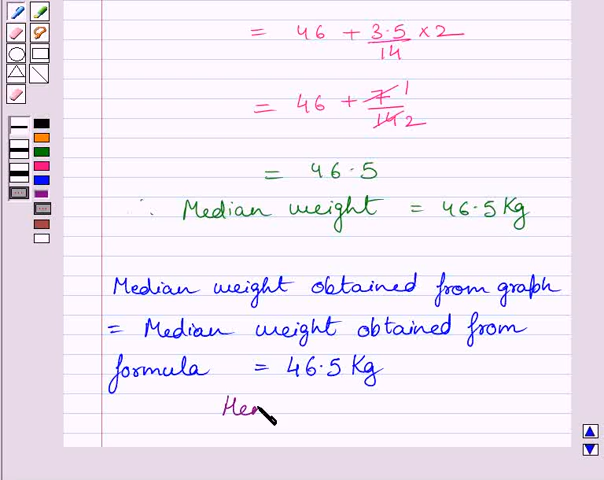 = 46 + 3.5/14 × 2
= 46 + 7 1/14 2
= 46.5
∴ Median weight = 46.5 Kg
Median weight obtained from graph
= Median weight obtained from
formula = 46.5 Kg
Hen